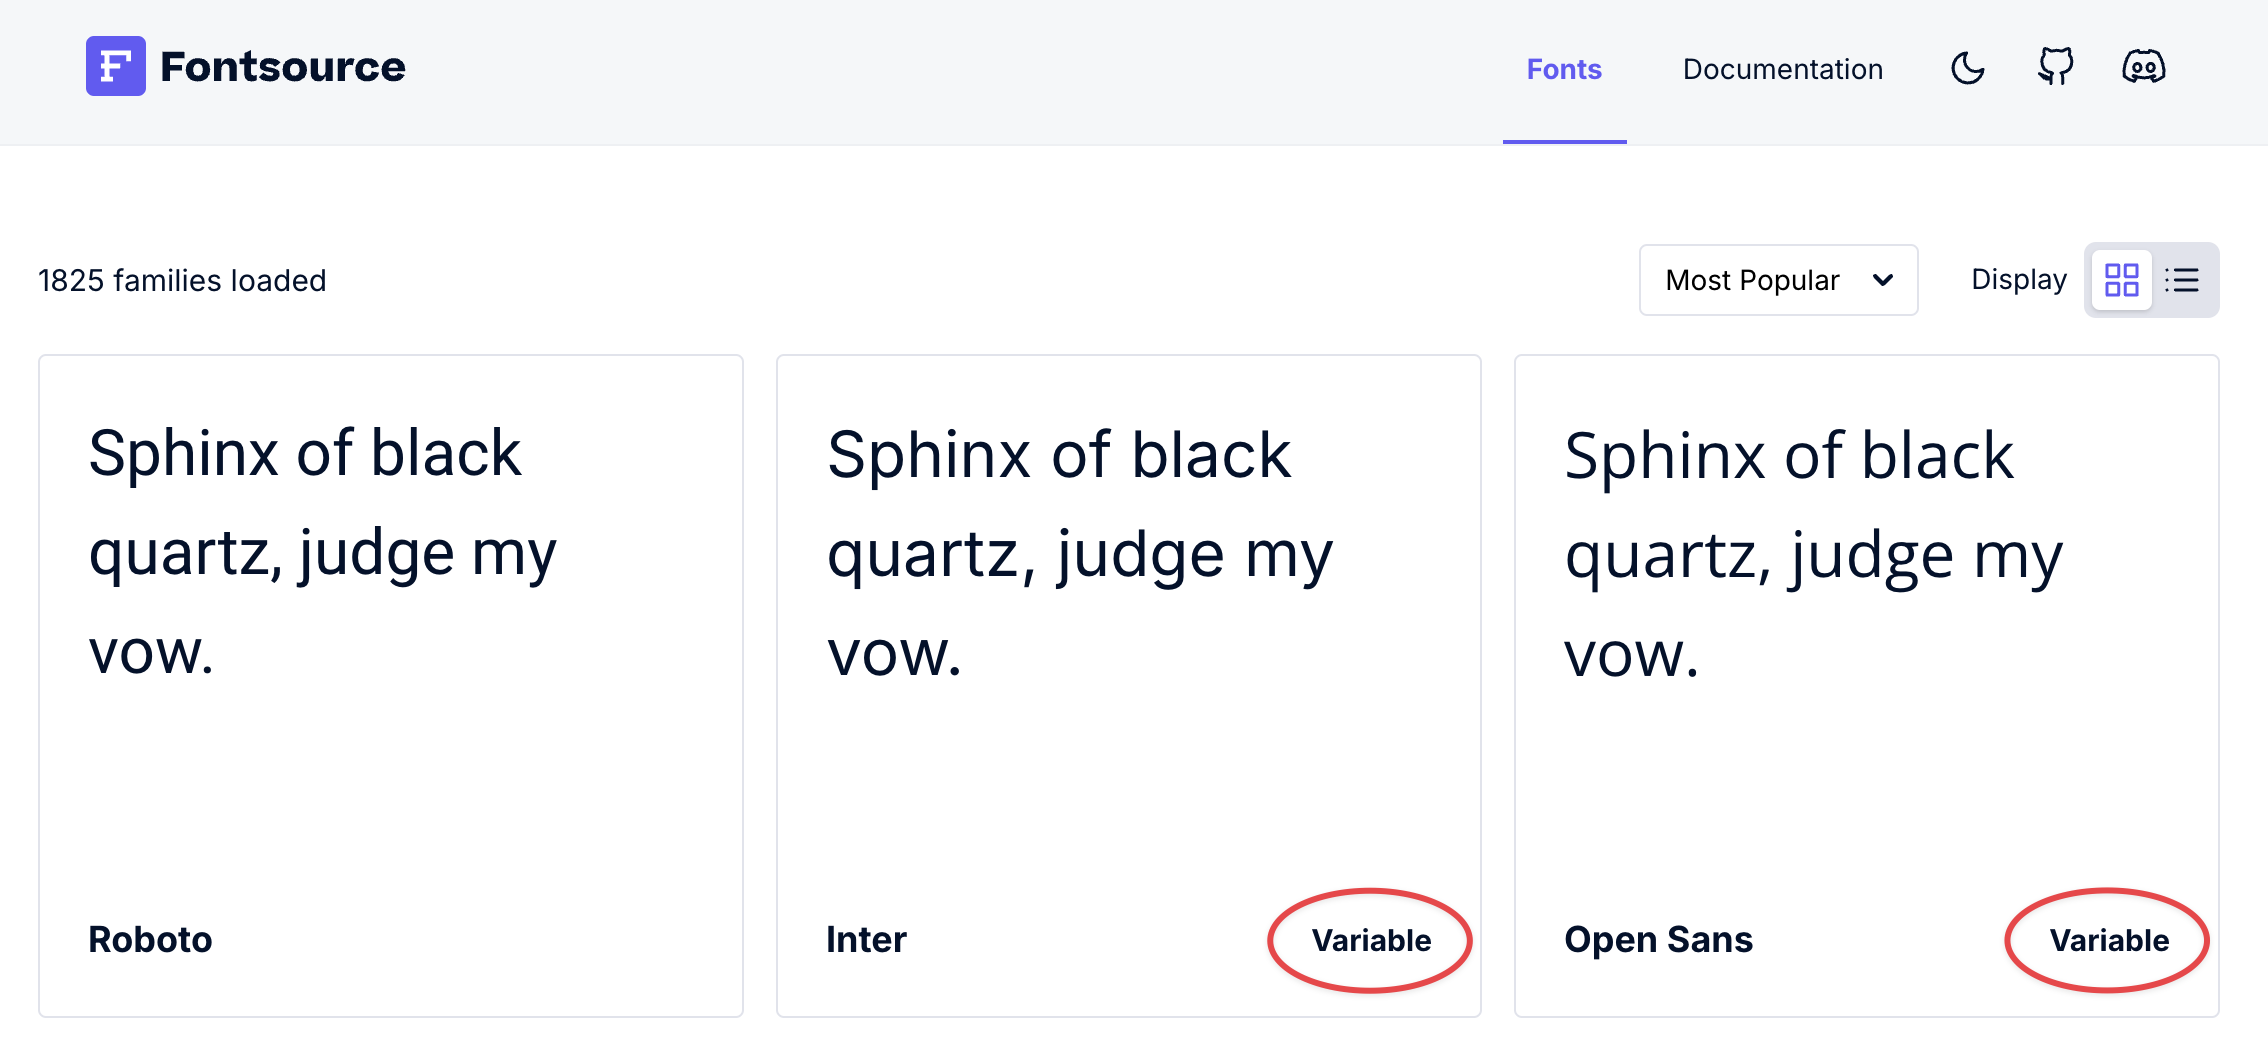 Fontsource
Fonts
Documentation
1825 families loaded
Most Popular
Display
Sphinx of black
quartz, judge my
vow.
Roboto
Sphinx of black
quartz, judge my
vow.
Inter
Variable
Sphinx of black
quartz, judge my
vow.
Open Sans
Variable